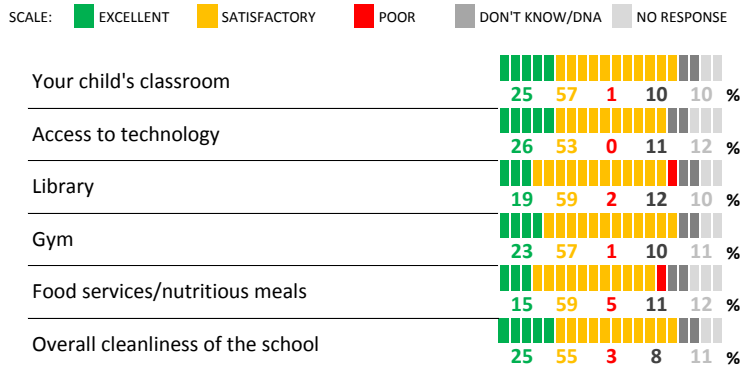 SCALE: EXCELLENT SATISFACTORY POOR DON'T KNOW/DNA NO RESPONSE
Your child's classroom
25 57 1 10 10 %
Access to technology
26 53 0 11 12 %
Library
19 59 2 12 10 %
Gym
23 57 1 10 11 %
Food services/nutritious meals
15 59 5 11 12 %
Overall cleanliness of the school
25 55 3 8 11 %